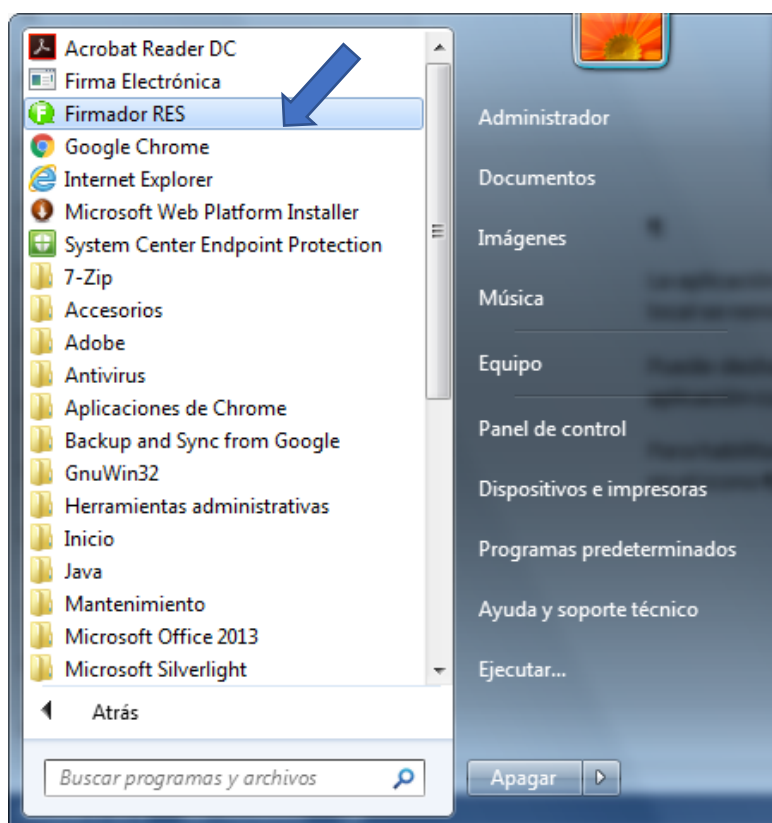 Acrobat Reader DC
Firma Electrónica
Firmador RES
Google Chrome
Internet Explorer
Microsoft Web Platform Installer
System Center Endpoint Protection
7-Zip
Accesorios
Adobe
Antivirus
Aplicaciones de Chrome
Backup and Sync from Google
GnuWin32
Herramientas administrativas
Inicio
Java
Mantenimiento
Microsoft Office 2013
Microsoft Silverlight
Atrás
Buscar programas y archivos
Administrador
Documentos
Imágenes
Música
Equipo
Panel de control
Dispositivos e impresoras
Programas predeterminados
Ayuda y soporte técnico
Ejecutar...
Apagar